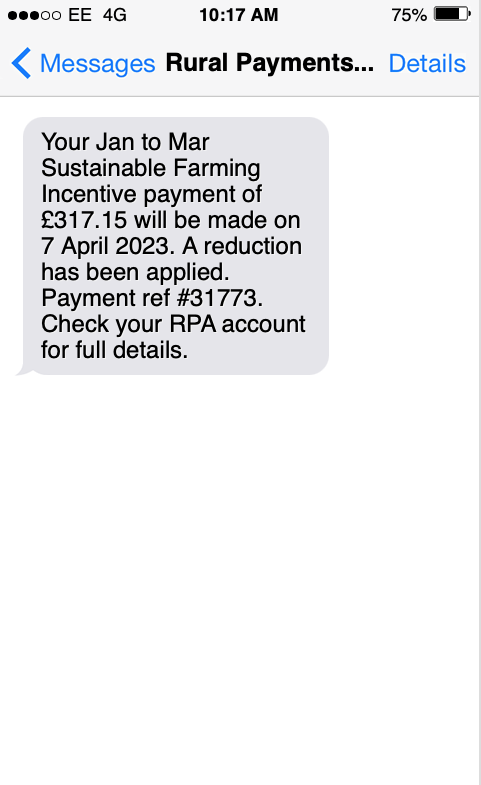 EE 4G 10:17 AM 75%
Messages Rural Payments... Details
Your Jan to Mar
Sustainable Farming
Incentive payment of
£317.15 will be made on
7 April 2023. A reduction
has been applied.
Payment ref #31773.
Check your RPA account
for full details.